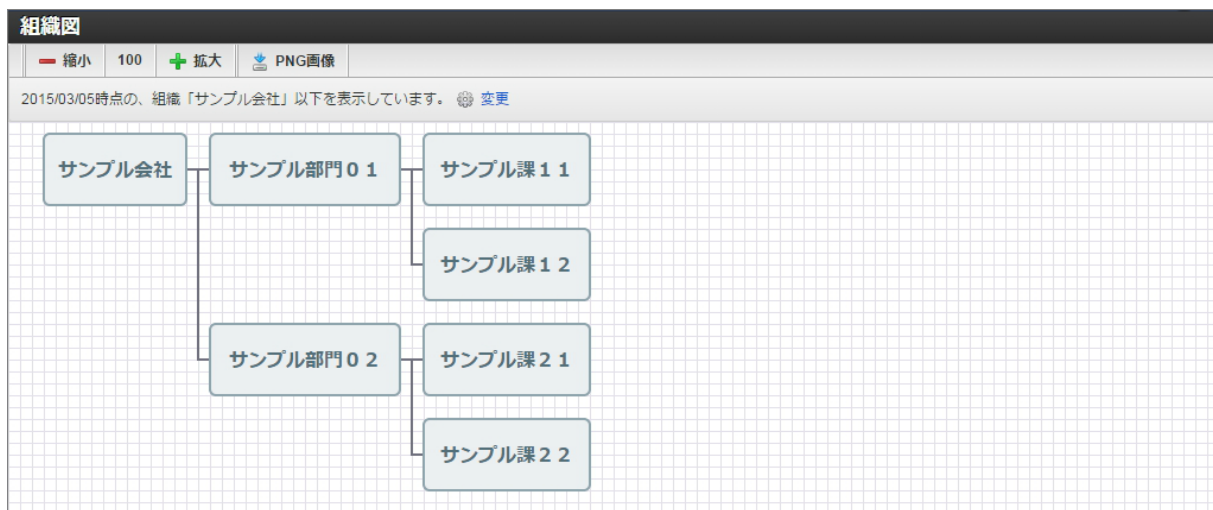 組織図
縮小 100 拡大 PNG画像
2015/03/05時点の、組織「サンプル会社」以下を表示しています。 変更
サンプル会社 サンプル部門０１ サンプル課１１
サンプル課１２
サンプル部門０２ サンプル課２１
サンプル課２２